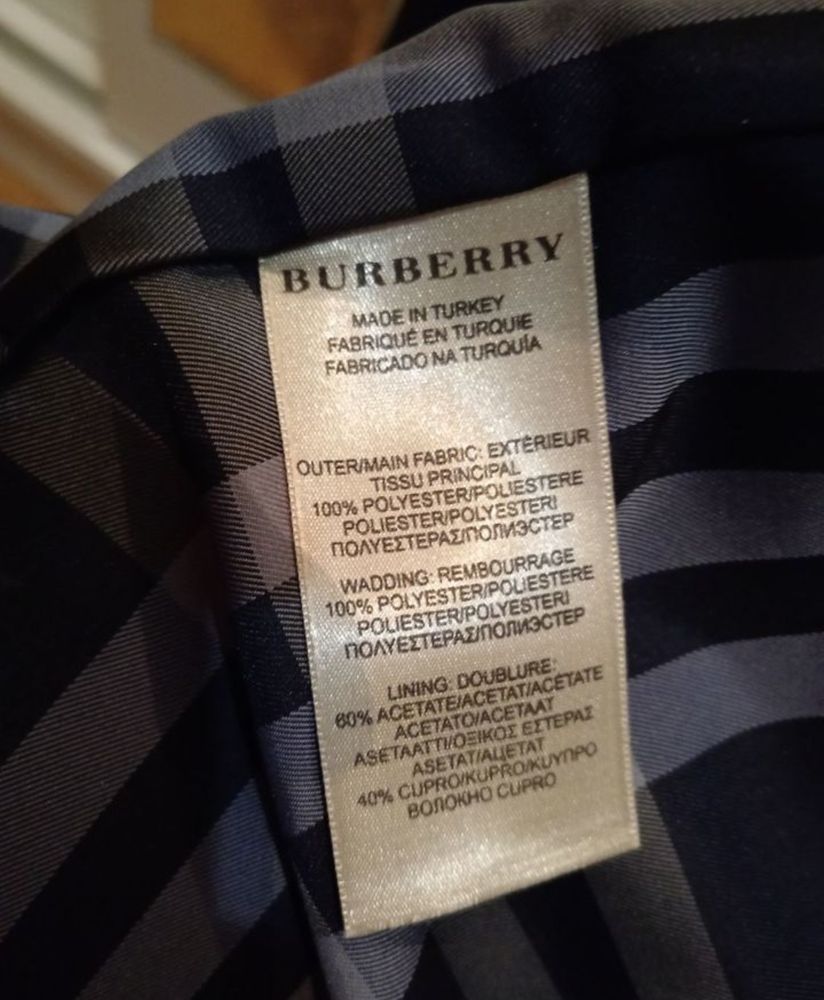 BURBERRY
MADE IN TURKEY
FABRIQUÉ EN TURQUIE
FABRICADO NA TURQUÍA
OUTER/MAIN FABRIC: EXTÉRIEUR
TISSU PRINCIPAL
100% POLYESTER/POLIESTERE
POLIESTER/POLYESTERI
ΠΟΛΥΕΣΤΕΡΑΣ/ПОЛИЭСТЕР
WADDING: REMBOURRAGE
100% POLYESTER/POLIESTERE
POLIESTER/POLYESTERI
ΠΟΛΥΕΣΤΕΡΑΣ/ПОЛИЭСТЕР
LINING: DOUBLURE:
60% ACETATE/ACETAT/ACÉTATE
ACETATO/ACETAAT
ASETAATTI/ΟΞΙΚΟΣ ΕΣΤΕΡΑΣ
ASETAT/АЦЕТАТ
40% CUPRO/KUPRO/ΚΥΥΠΡΟ
ВОЛОКНО CUPRO